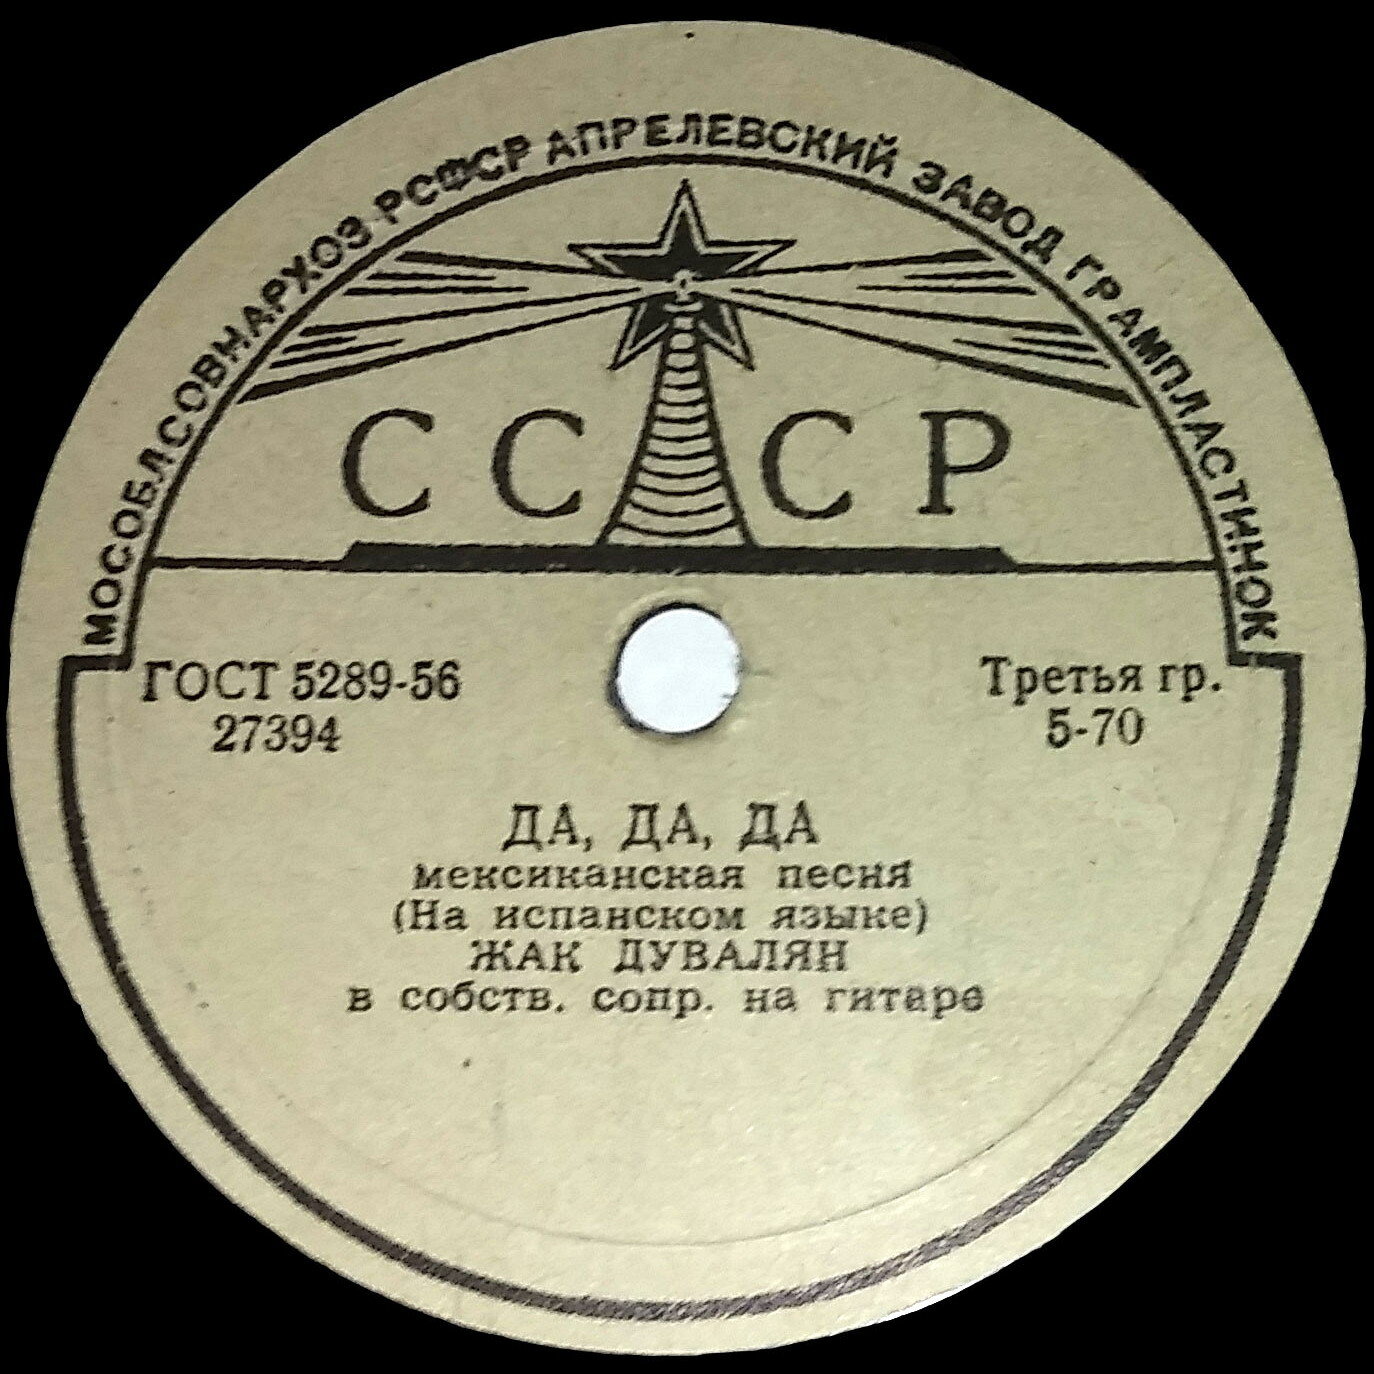 МОСОБЛСОВНАРХОЗ РСФСР АПРЕЛЕВСКИЙ ЗАВОД ГРАМПЛАСТИНОК
СССР
ГОСТ 5289-56
27394
Третья гр.
5-70
ДА, ДА, ДА
мексиканская песня
(На испанском языке)
ЖАК ДУВАЛЯН
в собств. сопр. на гитаре